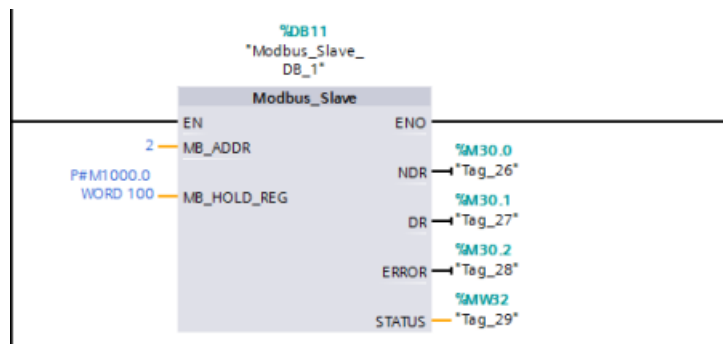 %DB11
"Modbus_Slave_
DB_1"
Modbus_Slave
EN ENO
2 MB_ADDR
%M30.0
NDR "Tag_26"
P#M1000.0
WORD 100 MB_HOLD_REG
%M30.1
DR "Tag_27"
%M30.2
ERROR "Tag_28"
%MW32
STATUS "Tag_29"